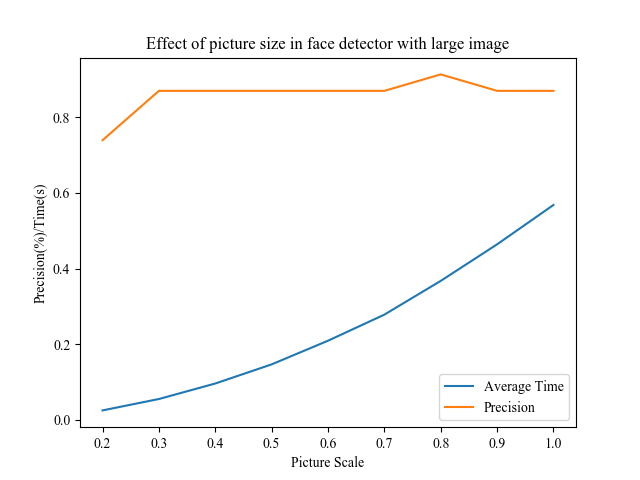 Effect of picture size in face detector with large image
Precision(%)/Time(s)
0.8
0.6
0.4
0.2
0.0
Average Time
Precision
0.2 0.3 0.4 0.5 0.6 0.7 0.8 0.9 1.0
Picture Scale